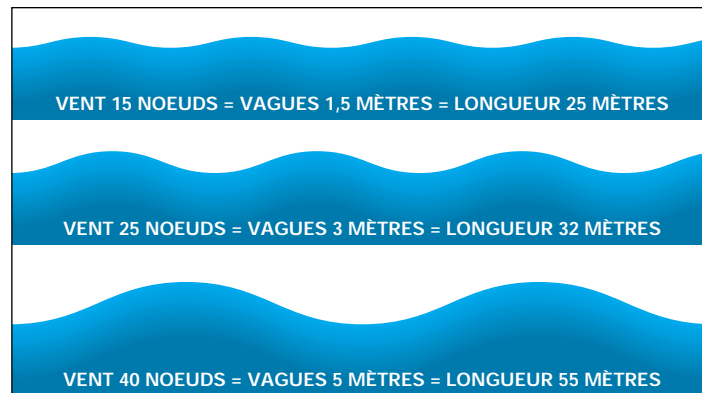 VENT 15 NOEUDS = VAGUES 1,5 MÈTRES = LONGUEUR 25 MÈTRES
VENT 25 NOEUDS = VAGUES 3 MÈTRES = LONGUEUR 32 MÈTRES
VENT 40 NOEUDS = VAGUES 5 MÈTRES = LONGUEUR 55 MÈTRES